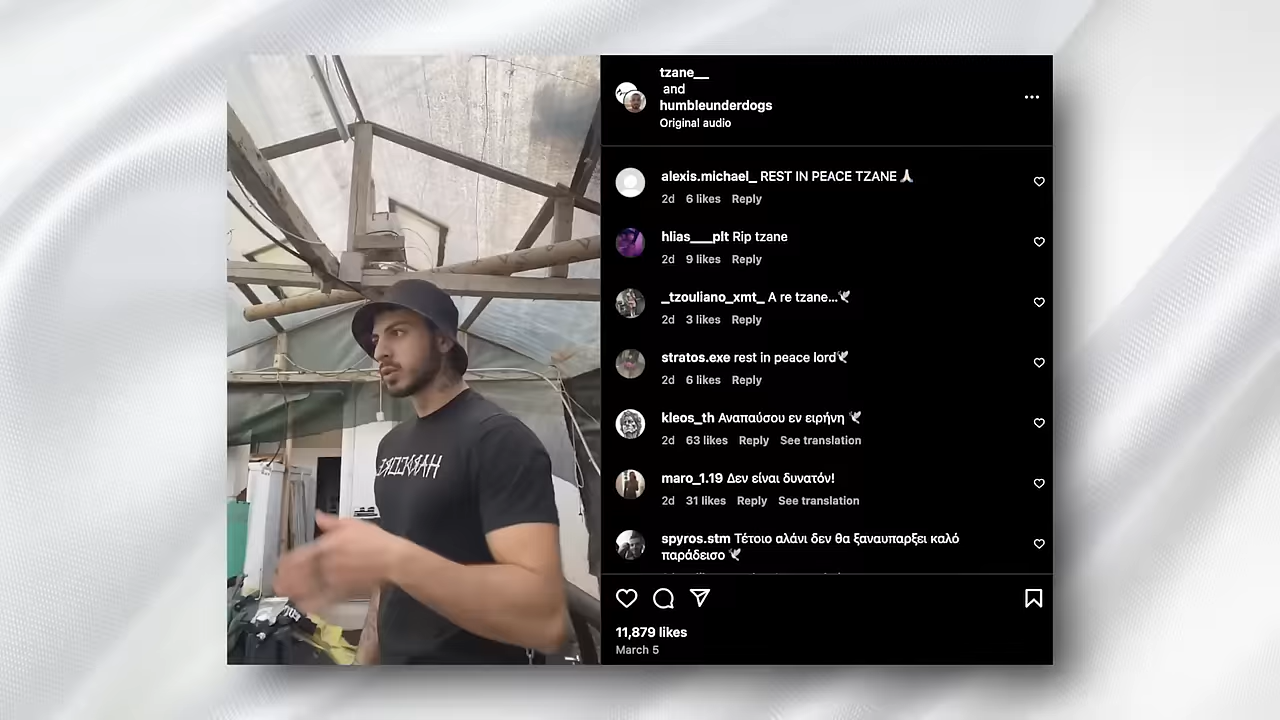 tzane__
and
humbleunderdogs
Original audio
alexis.michael_ REST IN PEACE TZANE 🙏
2d 6 likes Reply
hlias___plt Rip tzane
2d 9 likes Reply
_tzouliano_xmt_ A re tzane...🕊
2d 3 likes Reply
stratos.exe rest in peace lord🕊
2d 6 likes Reply
kleos_th Αναπαύσου εν ειρήνη 🕊
2d 63 likes Reply See translation
maro_1.19 Δεν είναι δυνατόν!
2d 31 likes Reply See translation
spyros.stm Τέτοιο αλάνι δεν θα ξαναυπαρξει καλό
παράδεισο 🕊
11,879 likes
March 5